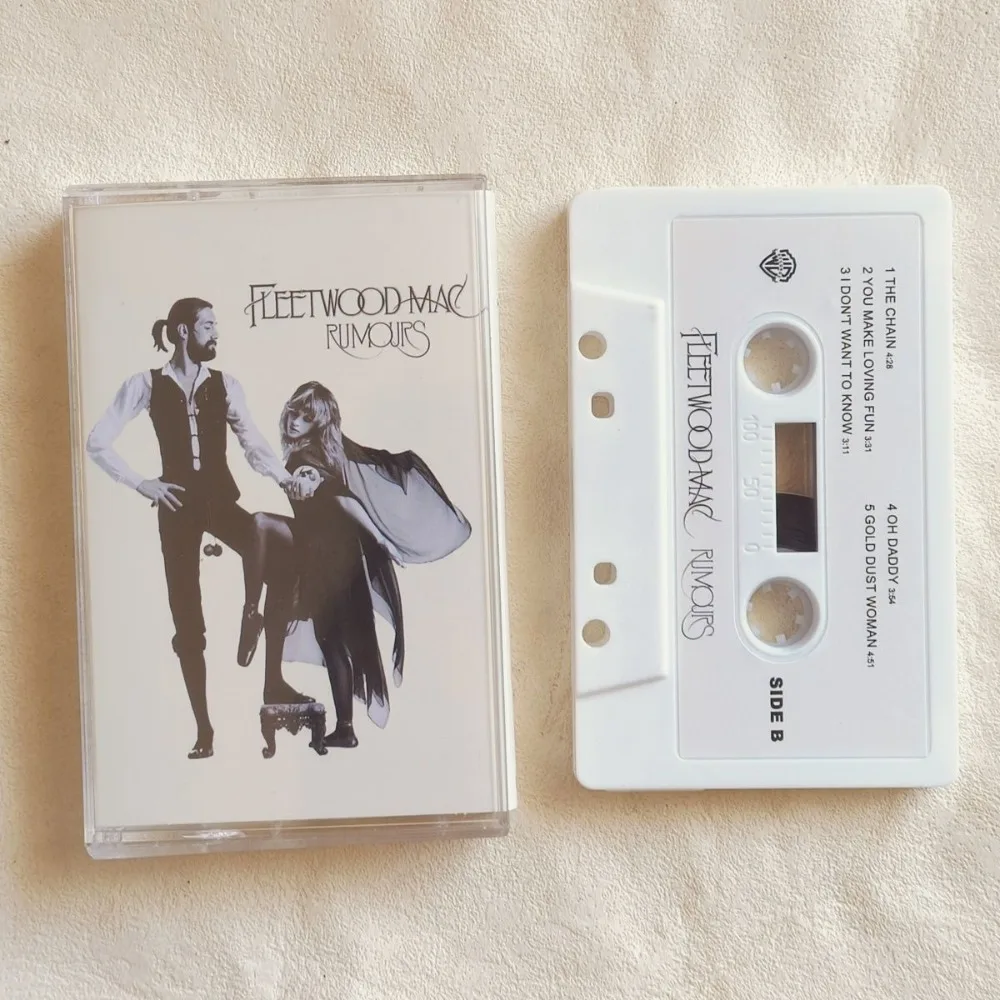 FLEETWOOD MAC
RUMOURS
FLEETWOOD MAC RUMOURS
WB
1 THE CHAIN 4:28
2 YOU MAKE LOVING FUN 3:31
3 I DON'T WANT TO KNOW 3:11
4 OH DADDY 3:54
5 GOLD DUST WOMAN 4:51
100 50 0
SIDE B